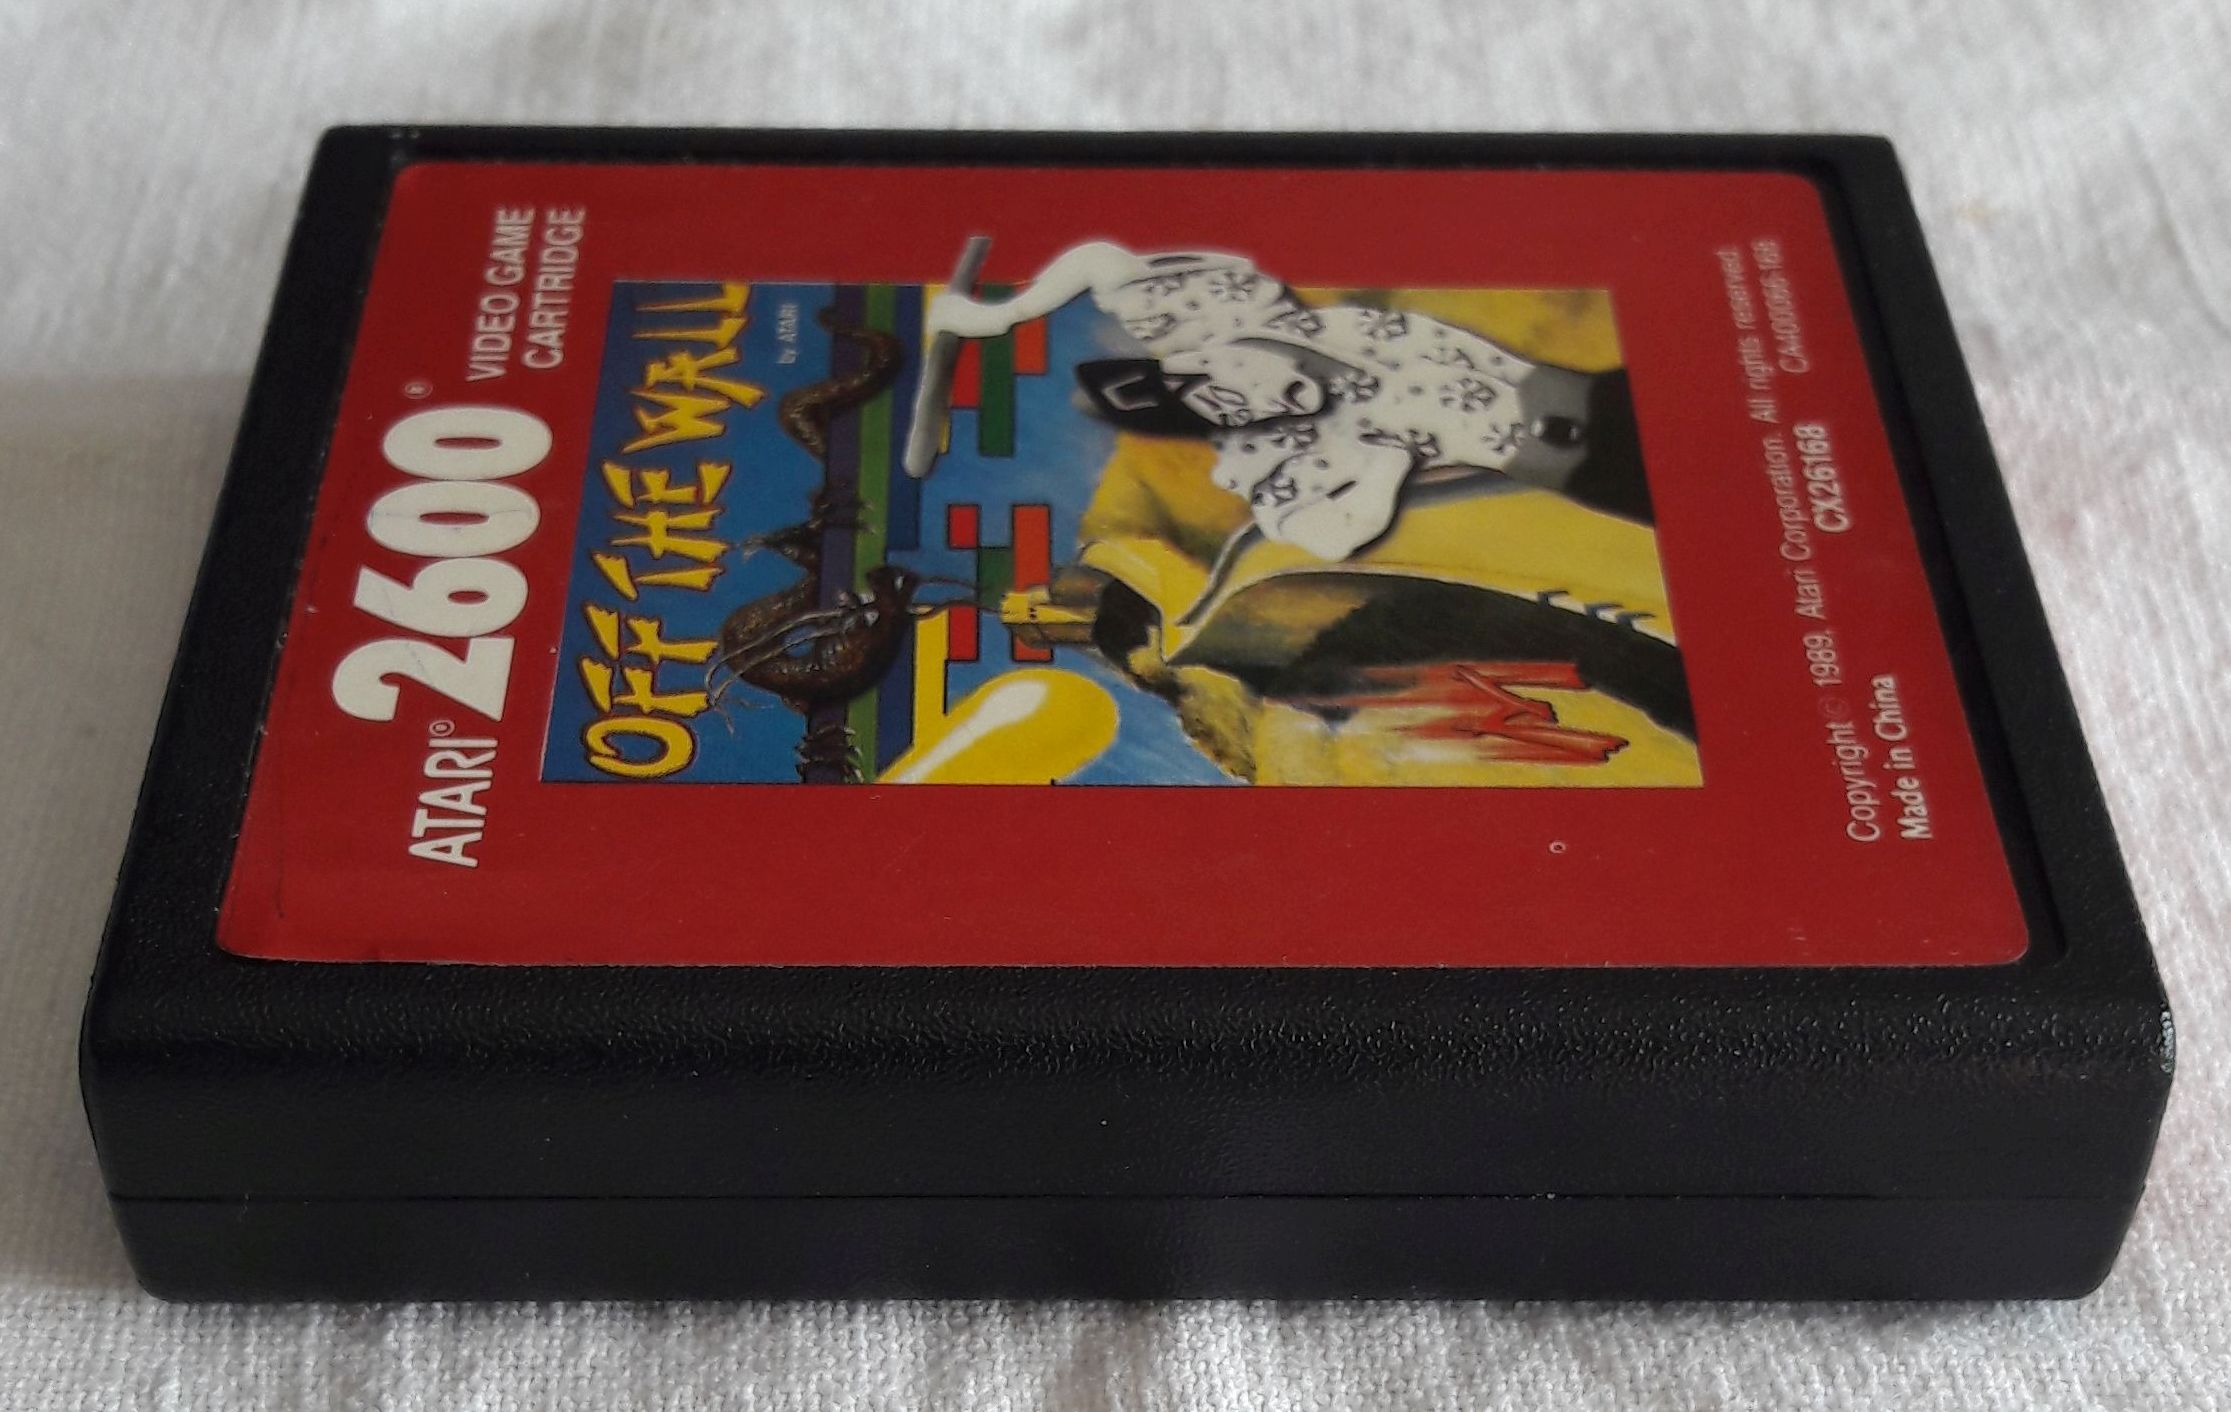 ATARI® 2600®
VIDEO GAME
CARTRIDGE
OFF THE WALL
by ATARI
Copyright © 1989, Atari Corporation. All rights reserved.
Made in China
CX26168
CA400066-168